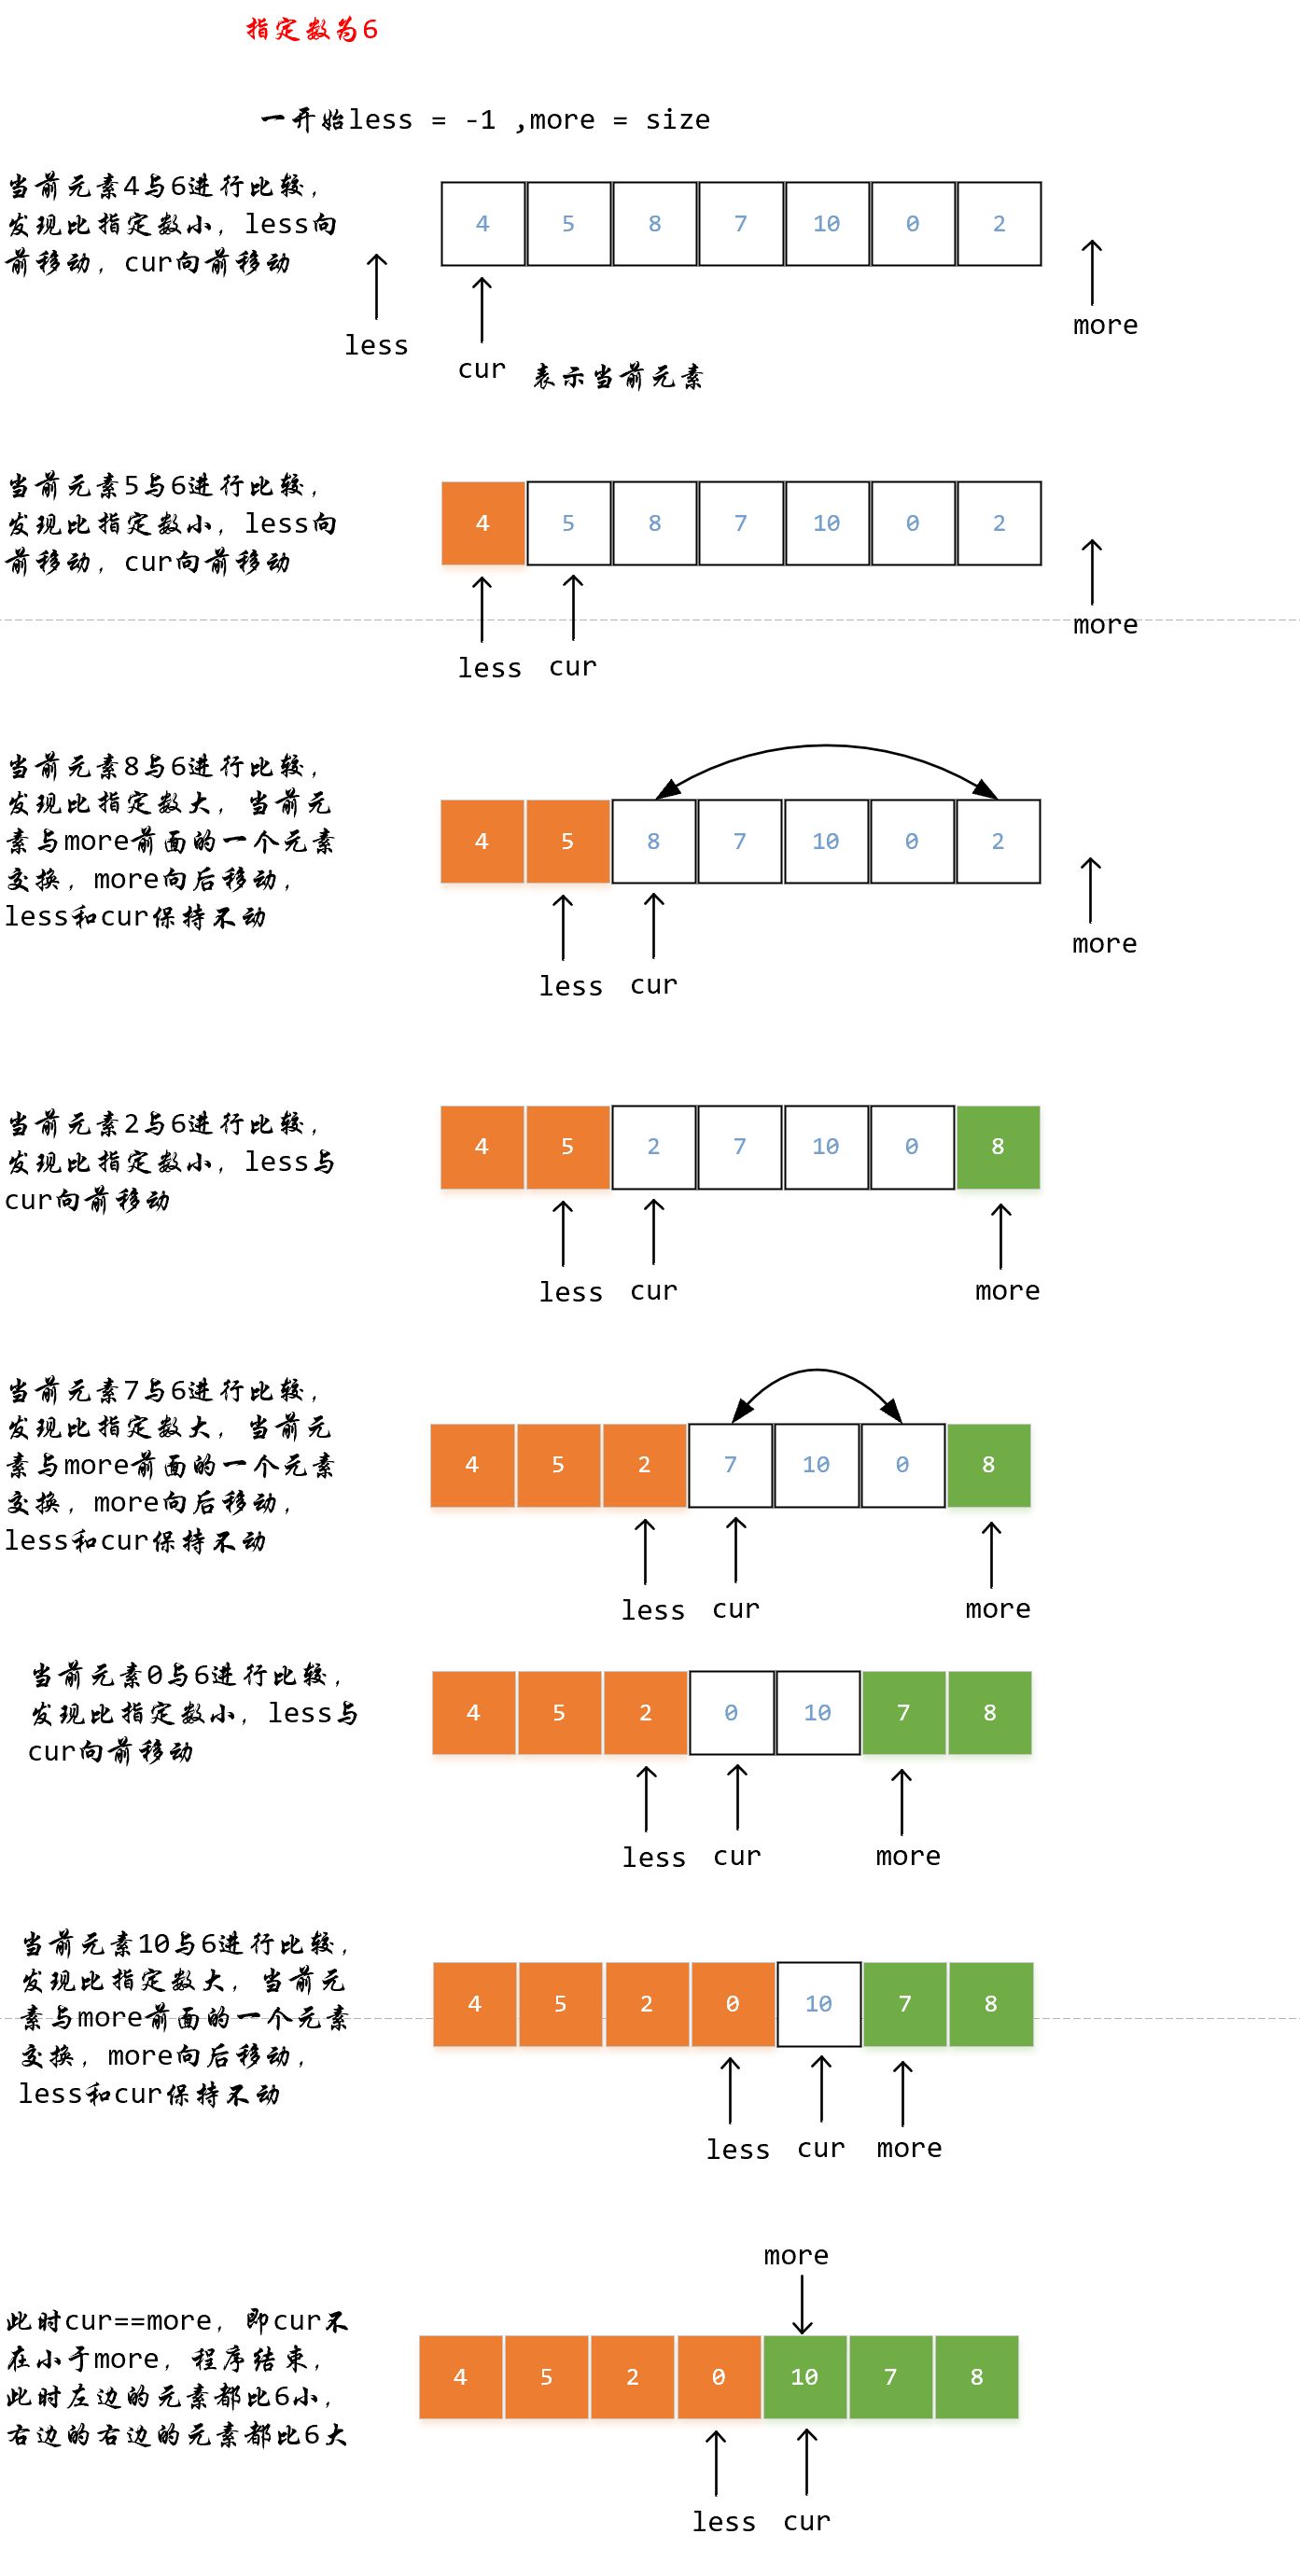 指定数为6
一开始less = -1 ,more = size
当前元素4与6进行比较,
发现比指定数小, less向
前移动, cur向前移动
4 5 8 7 10 0 2
less
cur
表示当前元素
more
当前元素5与6进行比较,
发现比指定数小, less向
前移动, cur向前移动
4 5 8 7 10 0 2
less cur
more
当前元素8与6进行比较,
发现比指定数大, 当前元
素与more前面的一个元素
交换, more向后移动,
less和cur保持不动
4 5 8 7 10 0 2
less cur
more
当前元素2与6进行比较,
发现比指定数小, less与
cur向前移动
4 5 2 7 10 0 8
less cur more
当前元素7与6进行比较,
发现比指定数大, 当前元
素与more前面的一个元素
交换, more向后移动,
less和cur保持不动
4 5 2 7 10 0 8
less cur more
当前元素0与6进行比较,
发现比指定数小, less与
cur向前移动
4 5 2 0 10 7 8
less cur more
当前元素10与6进行比较,
发现比指定数大, 当前元
素与more前面的一个元素
交换, more向后移动,
less和cur保持不动
4 5 2 0 10 7 8
less cur more
more
此时cur==more, 即cur不
在小于more, 程序结束,
此时左边的元素都比6小,
右边的右边的元素都比6大
4 5 2 0 10 7 8
less cur